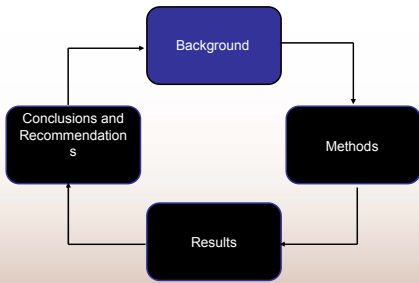 Background
Methods
Results
Conclusions and
Recommendation
s